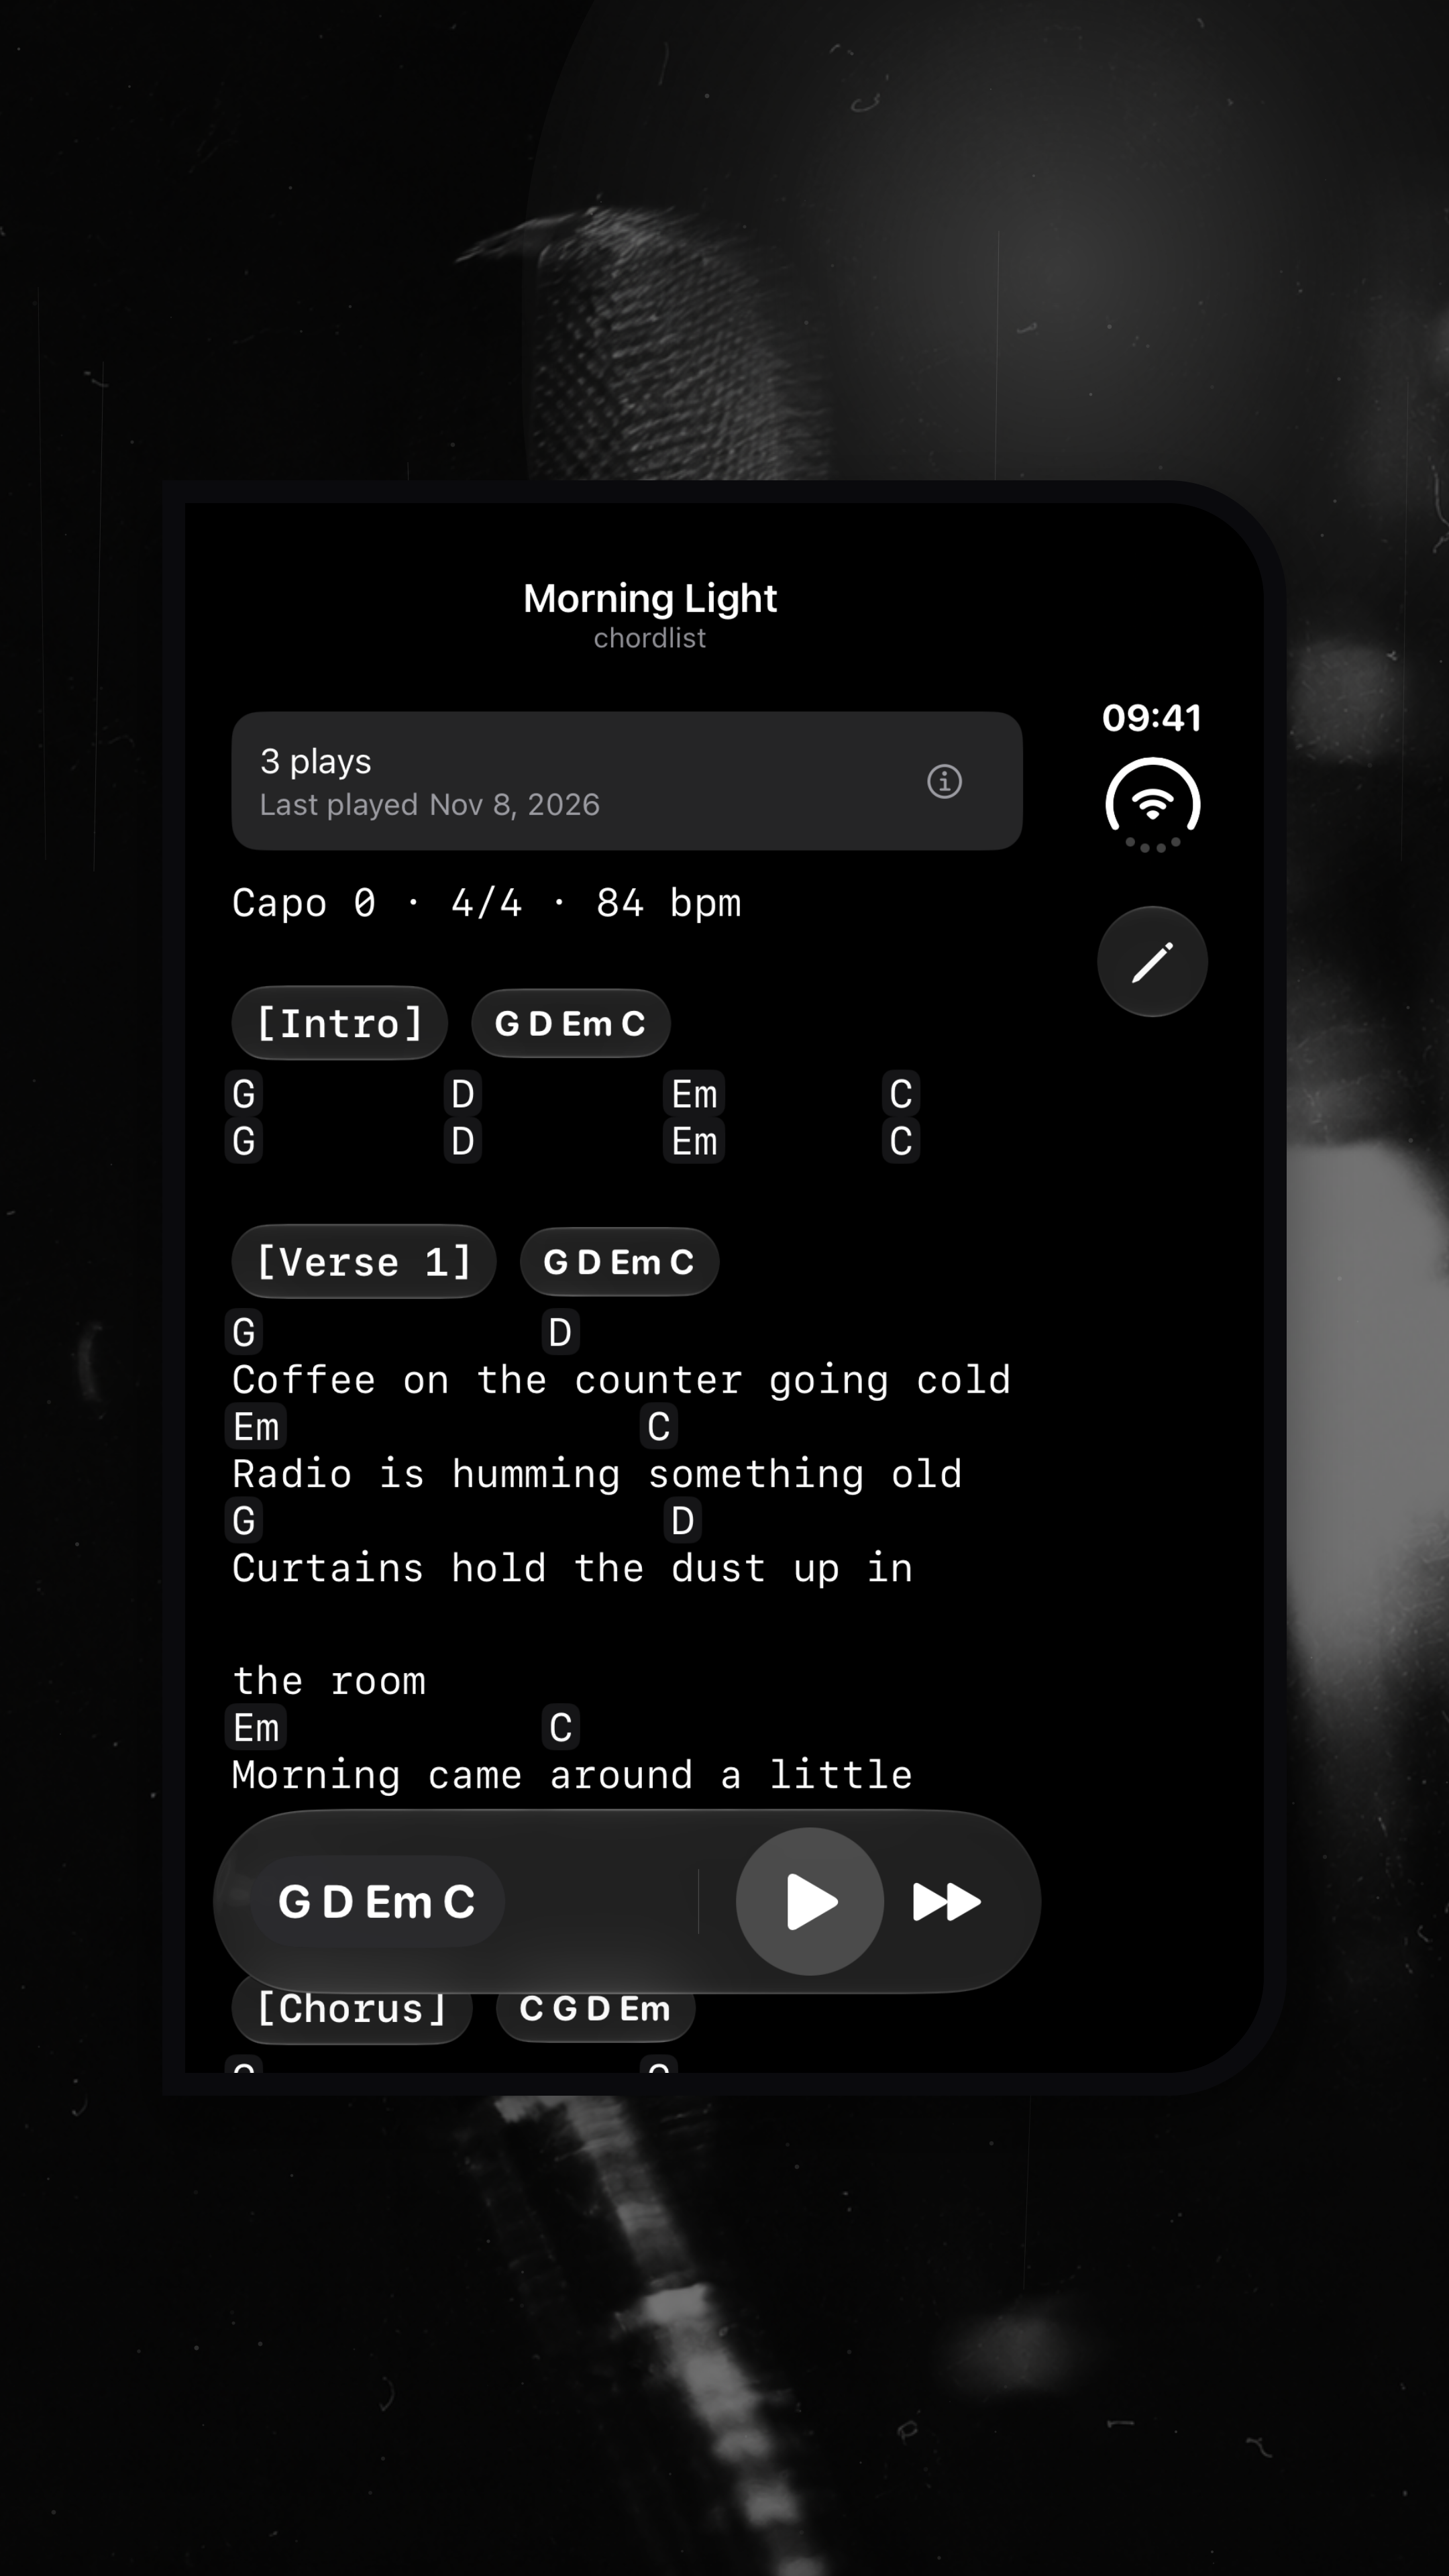 Morning Light
chordlist
09:41
3 plays
Last played Nov 8, 2026
Capo 0 · 4/4 · 84 bpm
[Intro] G D Em C
G D Em C
G D Em C
[Verse 1] G D Em C
G D
Coffee on the counter going cold
Em C
Radio is humming something old
G D
Curtains hold the dust up in
the room
Em C
Morning came around a little
G D Em C
[Chorus] C G D Em